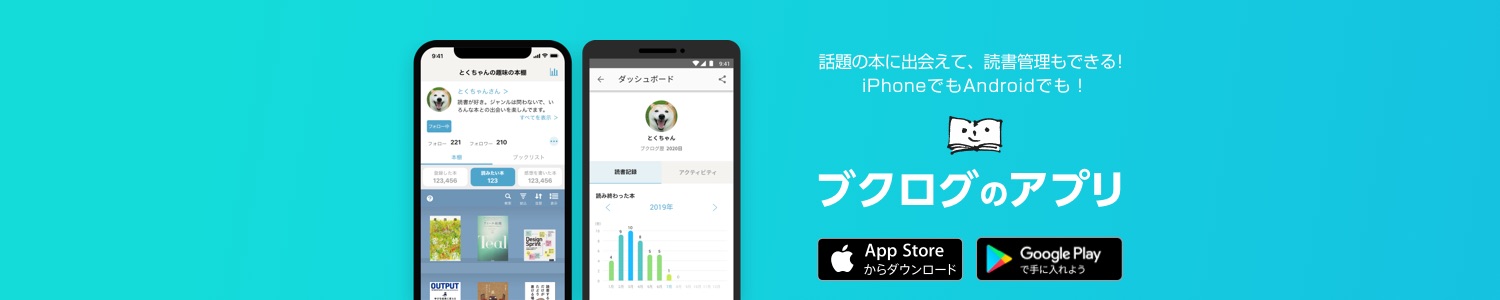 9:41
とくちゃんの趣味の本棚
とくちゃんさん
読書が好き。ジャンルは問わないで、い
ろんな本との出会いを楽しんでます。
すべてを表示
フォロー中
フォロー 221 フォロワー 210
本棚 ブックリスト
登録した本 読みたい本 感想を書いた本
123,456 123 123,456
Teal
Design
Sprint
OUTPUT
9:41
ダッシュボード
とくちゃん
ブクログ歴 2020日
読書記録 アクティビティ
読み終わった本
2019年
4 9 10 8 5 5 1 0
話題の本に出会えて、読書管理もできる!
iPhoneでもAndroidでも！
ブクログのアプリ
App Store
からダウンロード
Google Play
で手に入れよう